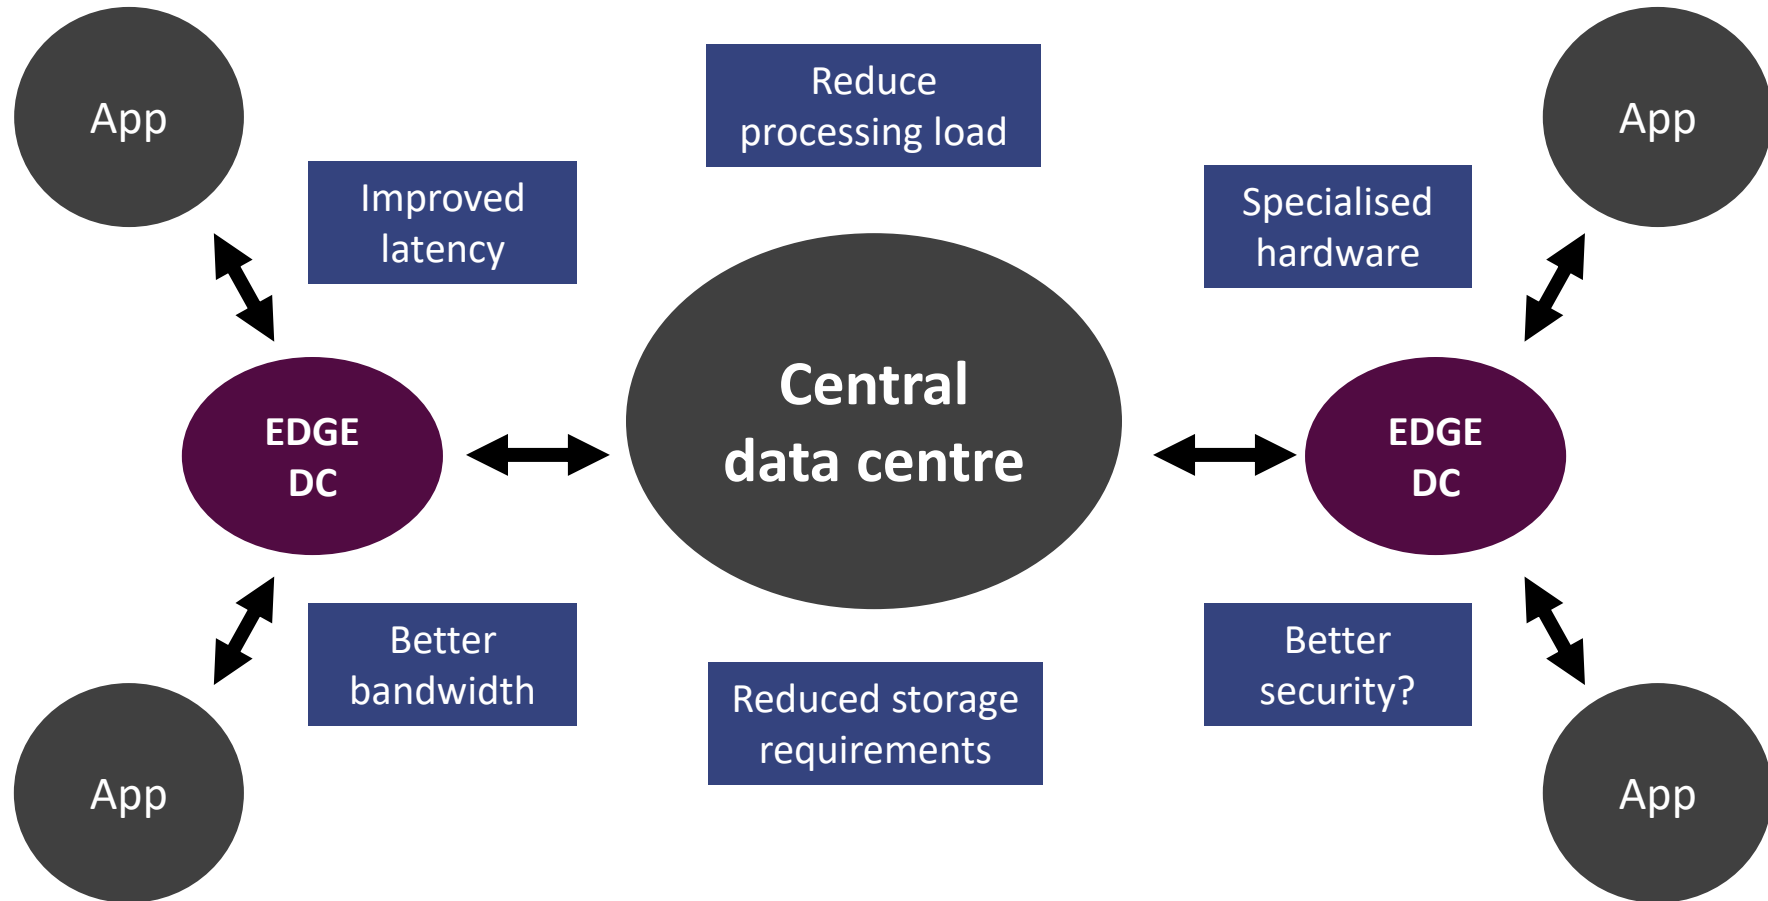 App
Reduce
processing load
App
Improved
latency
Specialised
hardware
Central
data centre
EDGE
DC
EDGE
DC
Better
bandwidth
Reduced storage
requirements
Better
security?
App
App